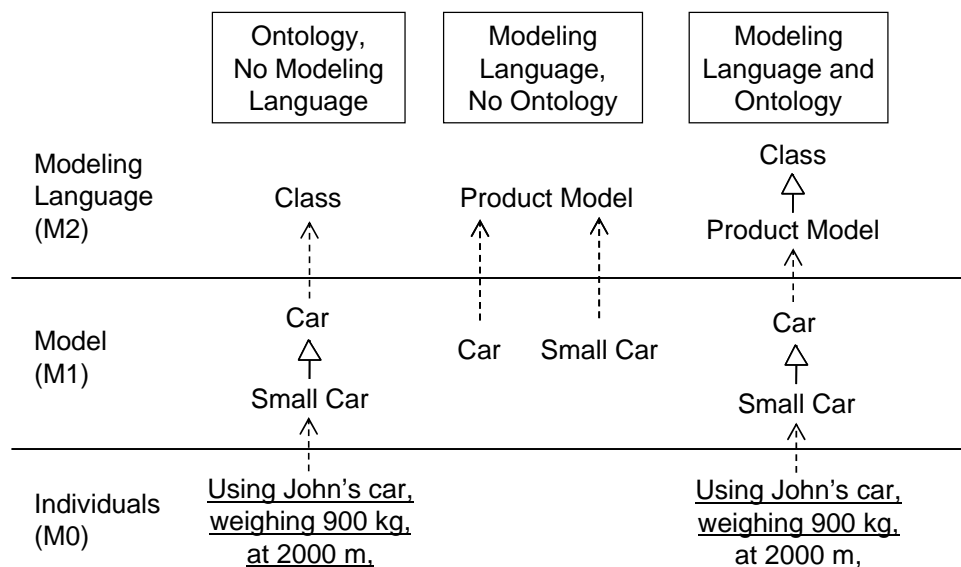 Ontology,
No Modeling
Language
Modeling
Language,
No Ontology
Modeling
Language and
Ontology
Modeling
Language
(M2)
Class
Product Model
Class
Product Model
Model
(M1)
Car
Small Car
Car
Small Car
Car
Small Car
Individuals
(M0)
Using John’s car,
weighing 900 kg,
at 2000 m,
Using John’s car,
weighing 900 kg,
at 2000 m,